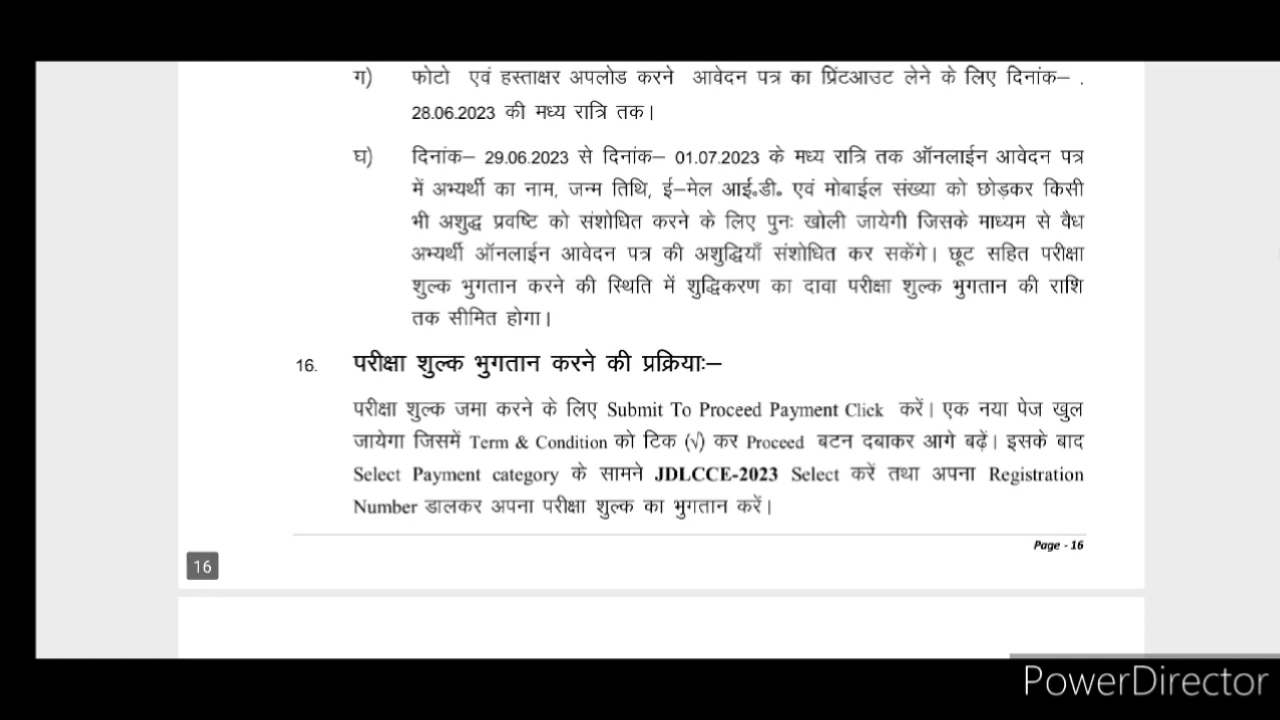 ग) फोटो एवं हस्ताक्षर अपलोड करने आवेदन पत्र का प्रिंटआउट लेने के लिए दिनांक– .
28.06.2023 की मध्य रात्रि तक।
घ) दिनांक– 29.06.2023 से दिनांक– 01.07.2023 के मध्य रात्रि तक ऑनलाईन आवेदन पत्र
में अभ्यर्थी का नाम, जन्म तिथि, ई–मेल आई॰डी॰ एवं मोबाईल संख्या को छोड़कर किसी
भी अशुद्ध प्रवष्टि को संशोधित करने के लिए पुनः खोली जायेगी जिसके माध्यम से वैध
अभ्यर्थी ऑनलाईन आवेदन पत्र की अशुद्धियाँ संशोधित कर सकेंगे। छूट सहित परीक्षा
शुल्क भुगतान करने की स्थिति में शुद्धिकरण का दावा परीक्षा शुल्क भुगतान की राशि
तक सीमित होगा।
16. परीक्षा शुल्क भुगतान करने की प्रक्रियाः–
परीक्षा शुल्क जमा करने के लिए Submit To Proceed Payment Click करें। एक नया पेज खुल
जायेगा जिसमें Term & Condition को टिक (√) कर Proceed बटन दबाकर आगे बढ़ें। इसके बाद
Select Payment category के सामने JDLCCE-2023 Select करें तथा अपना Registration
Number डालकर अपना परीक्षा शुल्क का भुगतान करें।
Page - 16
16
PowerDirector